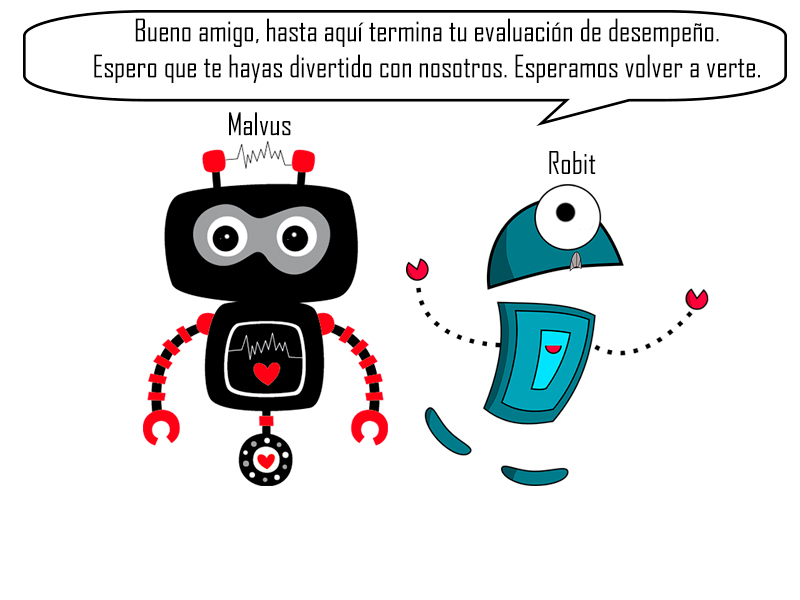 Bueno amigo, hasta aquí termina tu evaluación de desempeño.
Espero que te hayas divertido con nosotros. Esperamos volver a verte.
Malvus
Robit